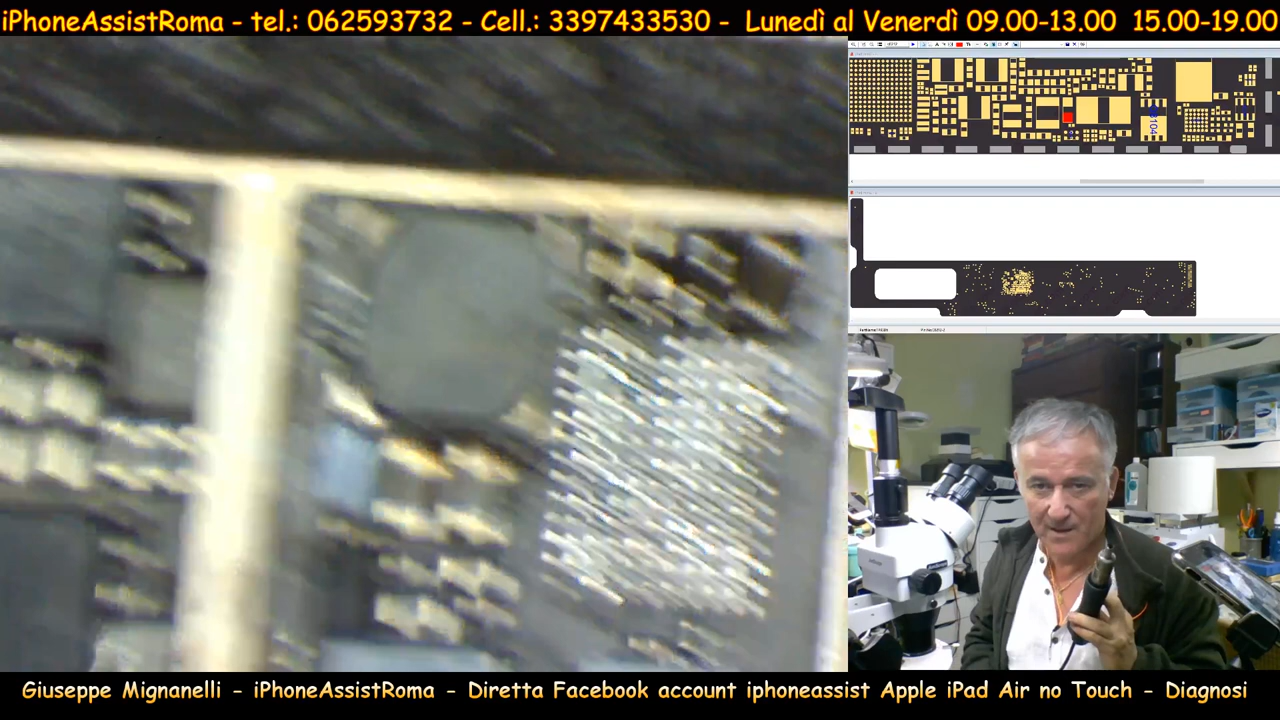 iPhoneAssistRoma - tel.: 062593732 - Cell.: 3397433530 - Lunedì al Venerdì 09.00-13.00 15.00-19.00
Giuseppe Mignanelli - iPhoneAssistRoma - Diretta Facebook account iphoneassist Apple iPad Air no Touch - Diagnosi